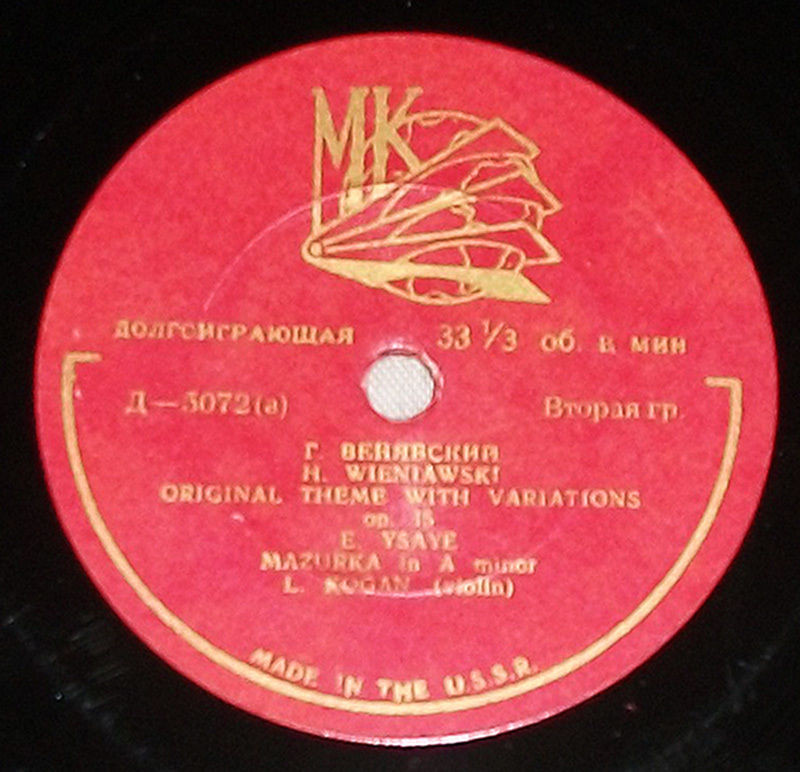 МК
ДОЛГОИГРАЮЩАЯ 33 ⅓ об. в мин
Д—5072(а) Вторая гр.
Г. ВЕНЯВСКИЙ
H. WIENIAWSKI
ORIGINAL THEME WITH VARIATIONS
op. 15
E. YSAYE
MAZURKA in A minor
L. KOGAN (violin)
MADE IN THE U.S.S.R.